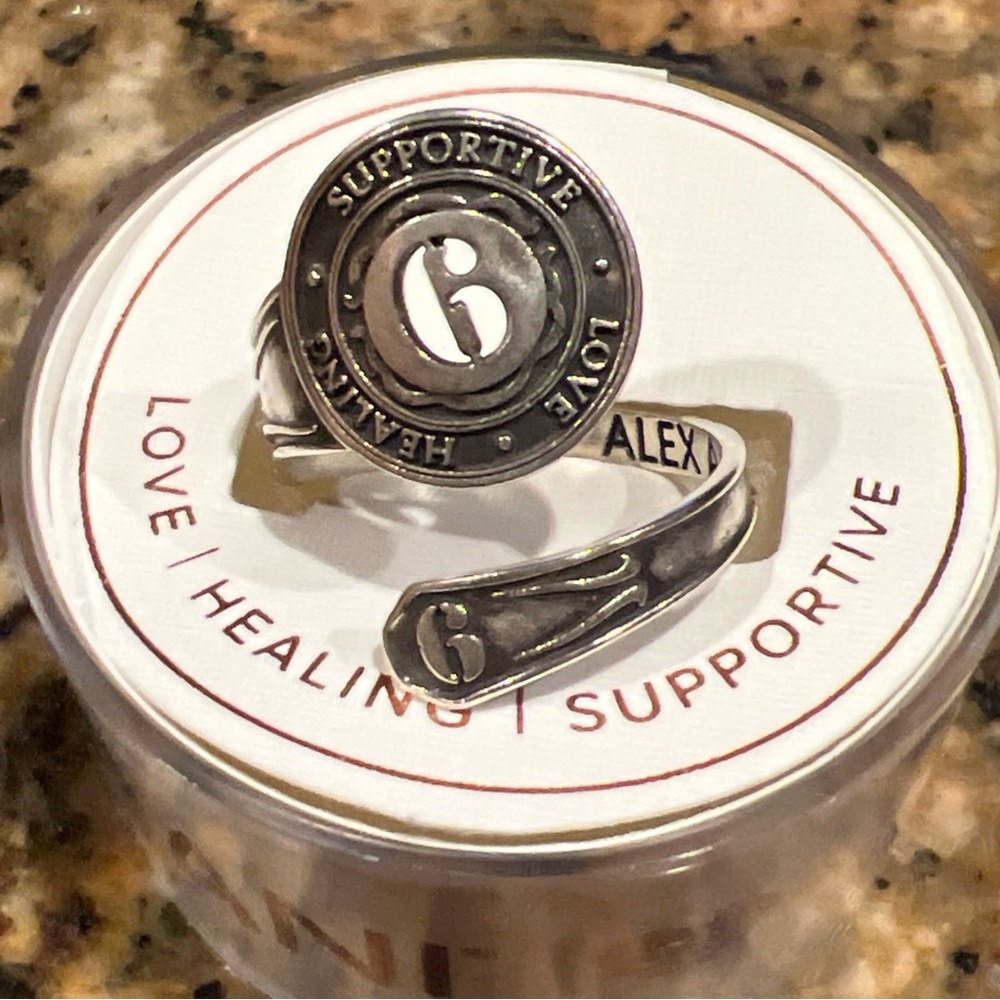 SUPPORTIVE • LOVE • HEALING •
6
ALEX
6
LOVE | HEALING | SUPPORTIVE